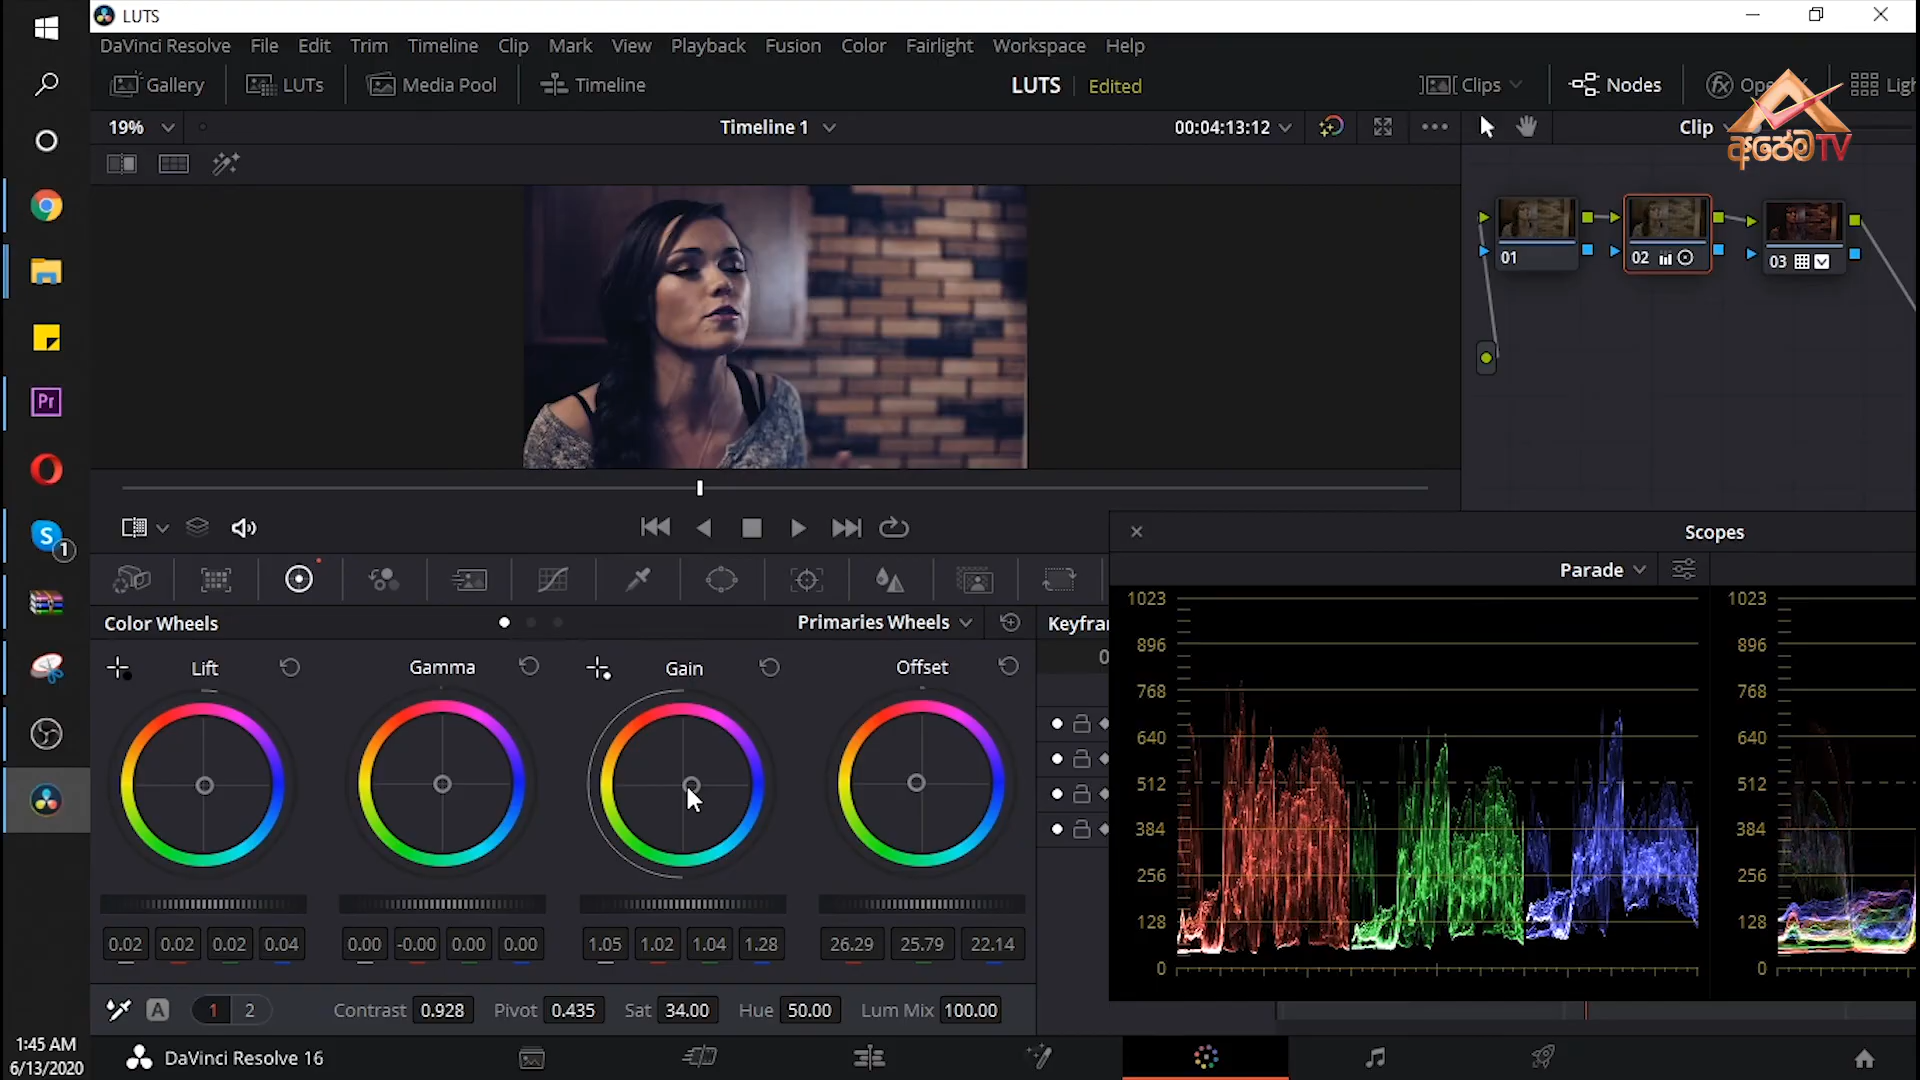 LUTS
DaVinci Resolve File Edit Trim Timeline Clip Mark View Playback Fusion Color Fairlight Workspace Help
Gallery LUTs Media Pool Timeline LUTS Edited Clips Nodes
19% Timeline 1 00:04:13:12 Clip
අපේම TV
01 02 03
Scopes
Parade
Color Wheels Primaries Wheels Keyfra
Lift Gamma Gain Offset
0
1023 1023
896 896
768 768
640 640
512 512
384 384
256 256
128 128
0 0
0.02 0.02 0.02 0.04 0.00 -0.00 0.00 0.00 1.05 1.02 1.04 1.28 26.29 25.79 22.14
A 1 2 Contrast 0.928 Pivot 0.435 Sat 34.00 Hue 50.00 Lum Mix 100.00
DaVinci Resolve 16
Pr
S
1
1:45 AM
6/13/2020